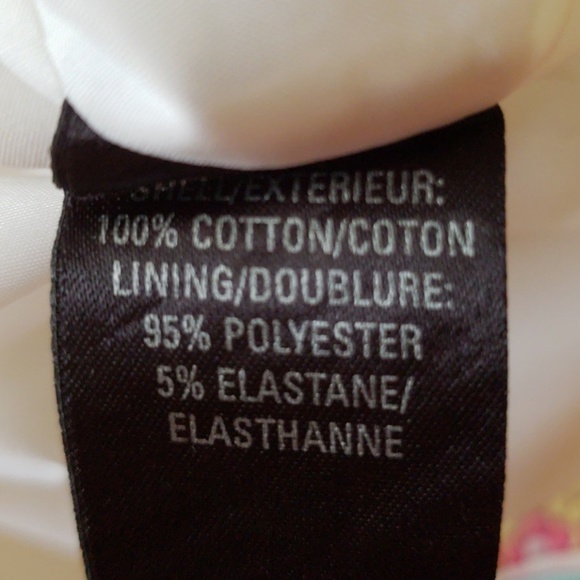 SHELL/EXTERIEUR:
100% COTTON/COTON
LINING/DOUBLURE:
95% POLYESTER
5% ELASTANE/
ELASTHANNE